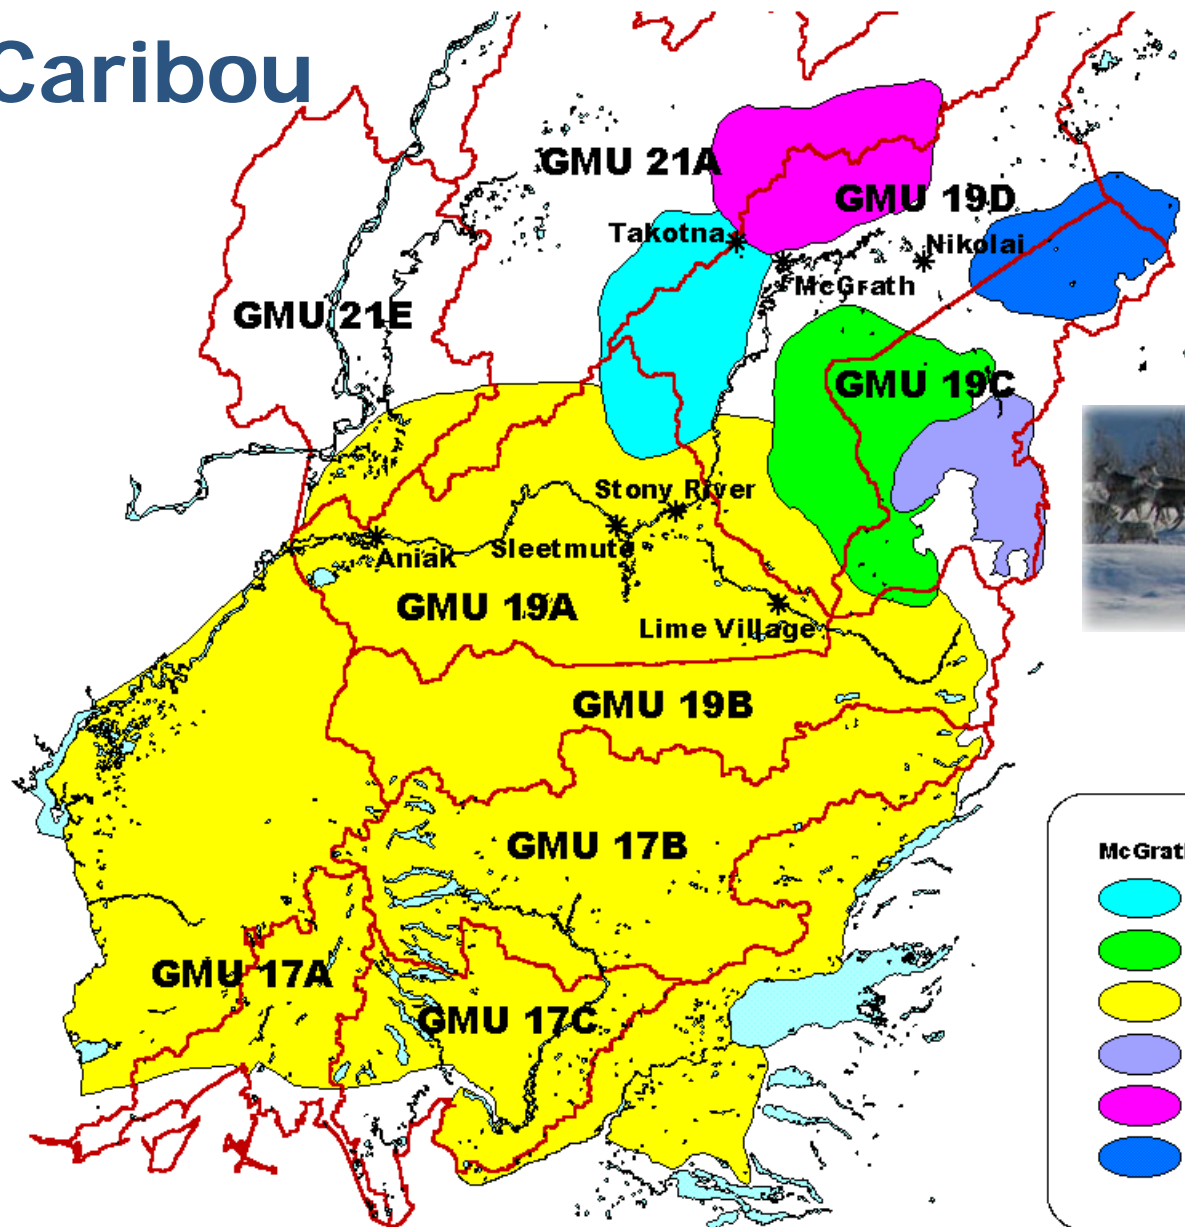 Caribou
GMU 21A
GMU 19D
Takotna
Nikolai
McGrath
GMU 21E
GMU 19C
Stony River
Sleetmute
Aniak
GMU 19A
Lime Village
GMU 19B
GMU 17B
GMU 17A
GMU 17C